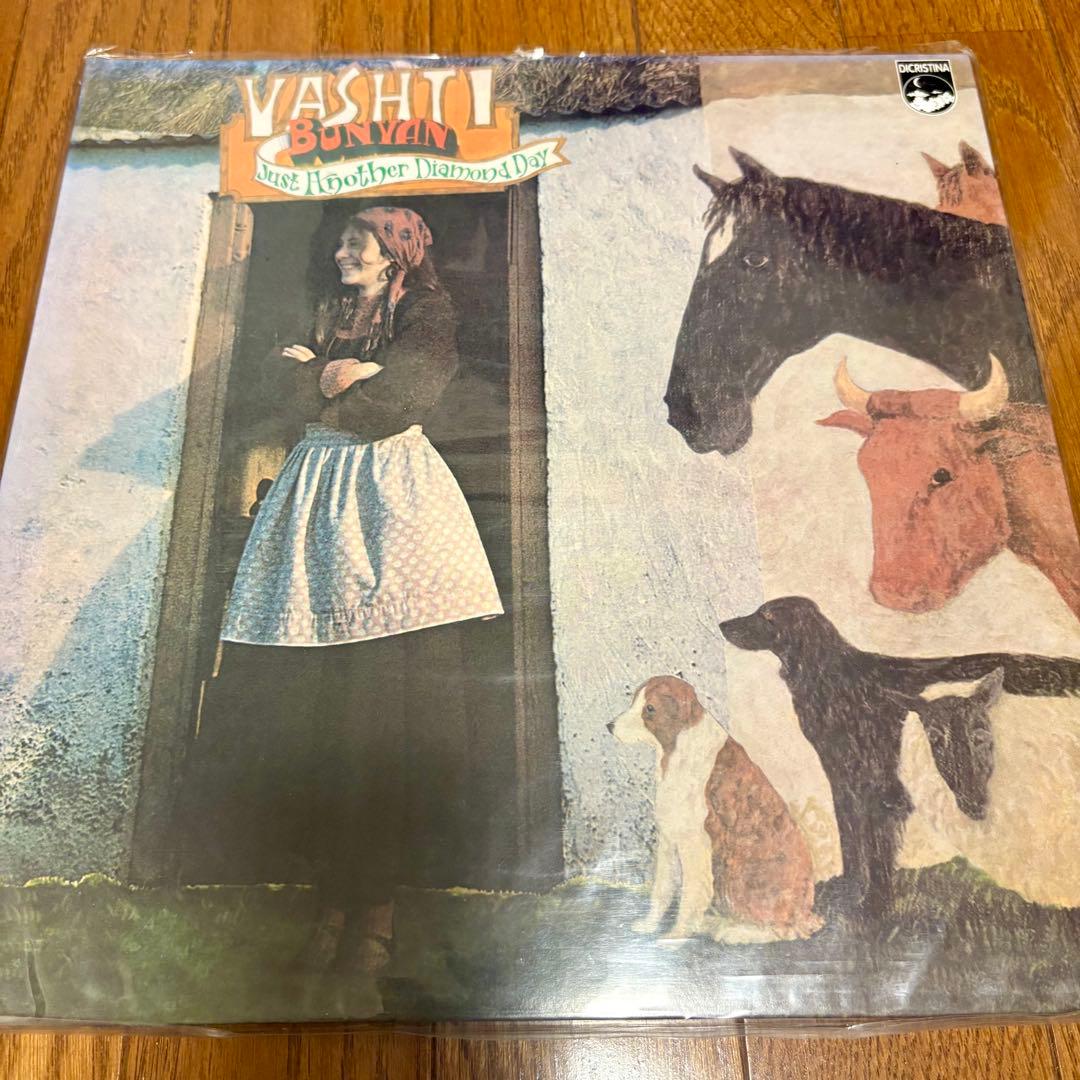 VASHTI
BUNYAN
Just Another Diamond Day
DICRISTINA